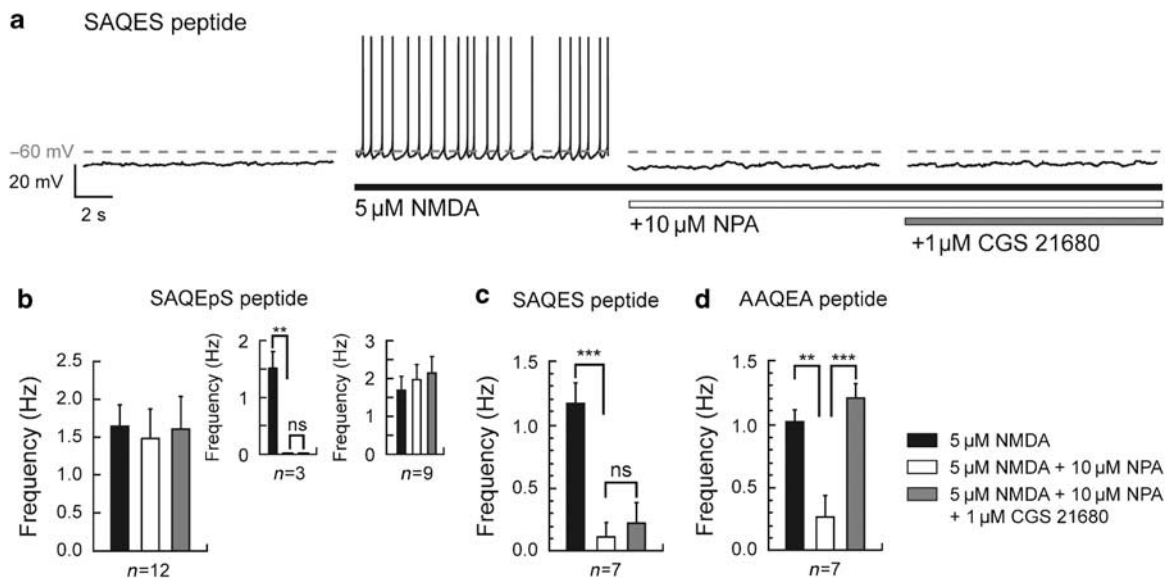 a SAQES peptide
–60 mV
20 mV
2 s
5 µM NMDA
+10 µM NPA
+1µM CGS 21680
b SAQEpS peptide
Frequency (Hz)
2.5
2.0
1.5
1.0
0.5
0.0
n=12
Frequency (Hz)
2
1
0
**
ns
n=3
Frequency (Hz)
3
2
1
0
n=9
c SAQES peptide
Frequency (Hz)
1.5
1.0
0.5
0.0
***
ns
n=7
d AAQEA peptide
Frequency (Hz)
1.5
1.0
0.5
0.0
** ***
n=7
5 µM NMDA
5 µM NMDA + 10 µM NPA
5 µM NMDA + 10 µM NPA
+ 1 µM CGS 21680